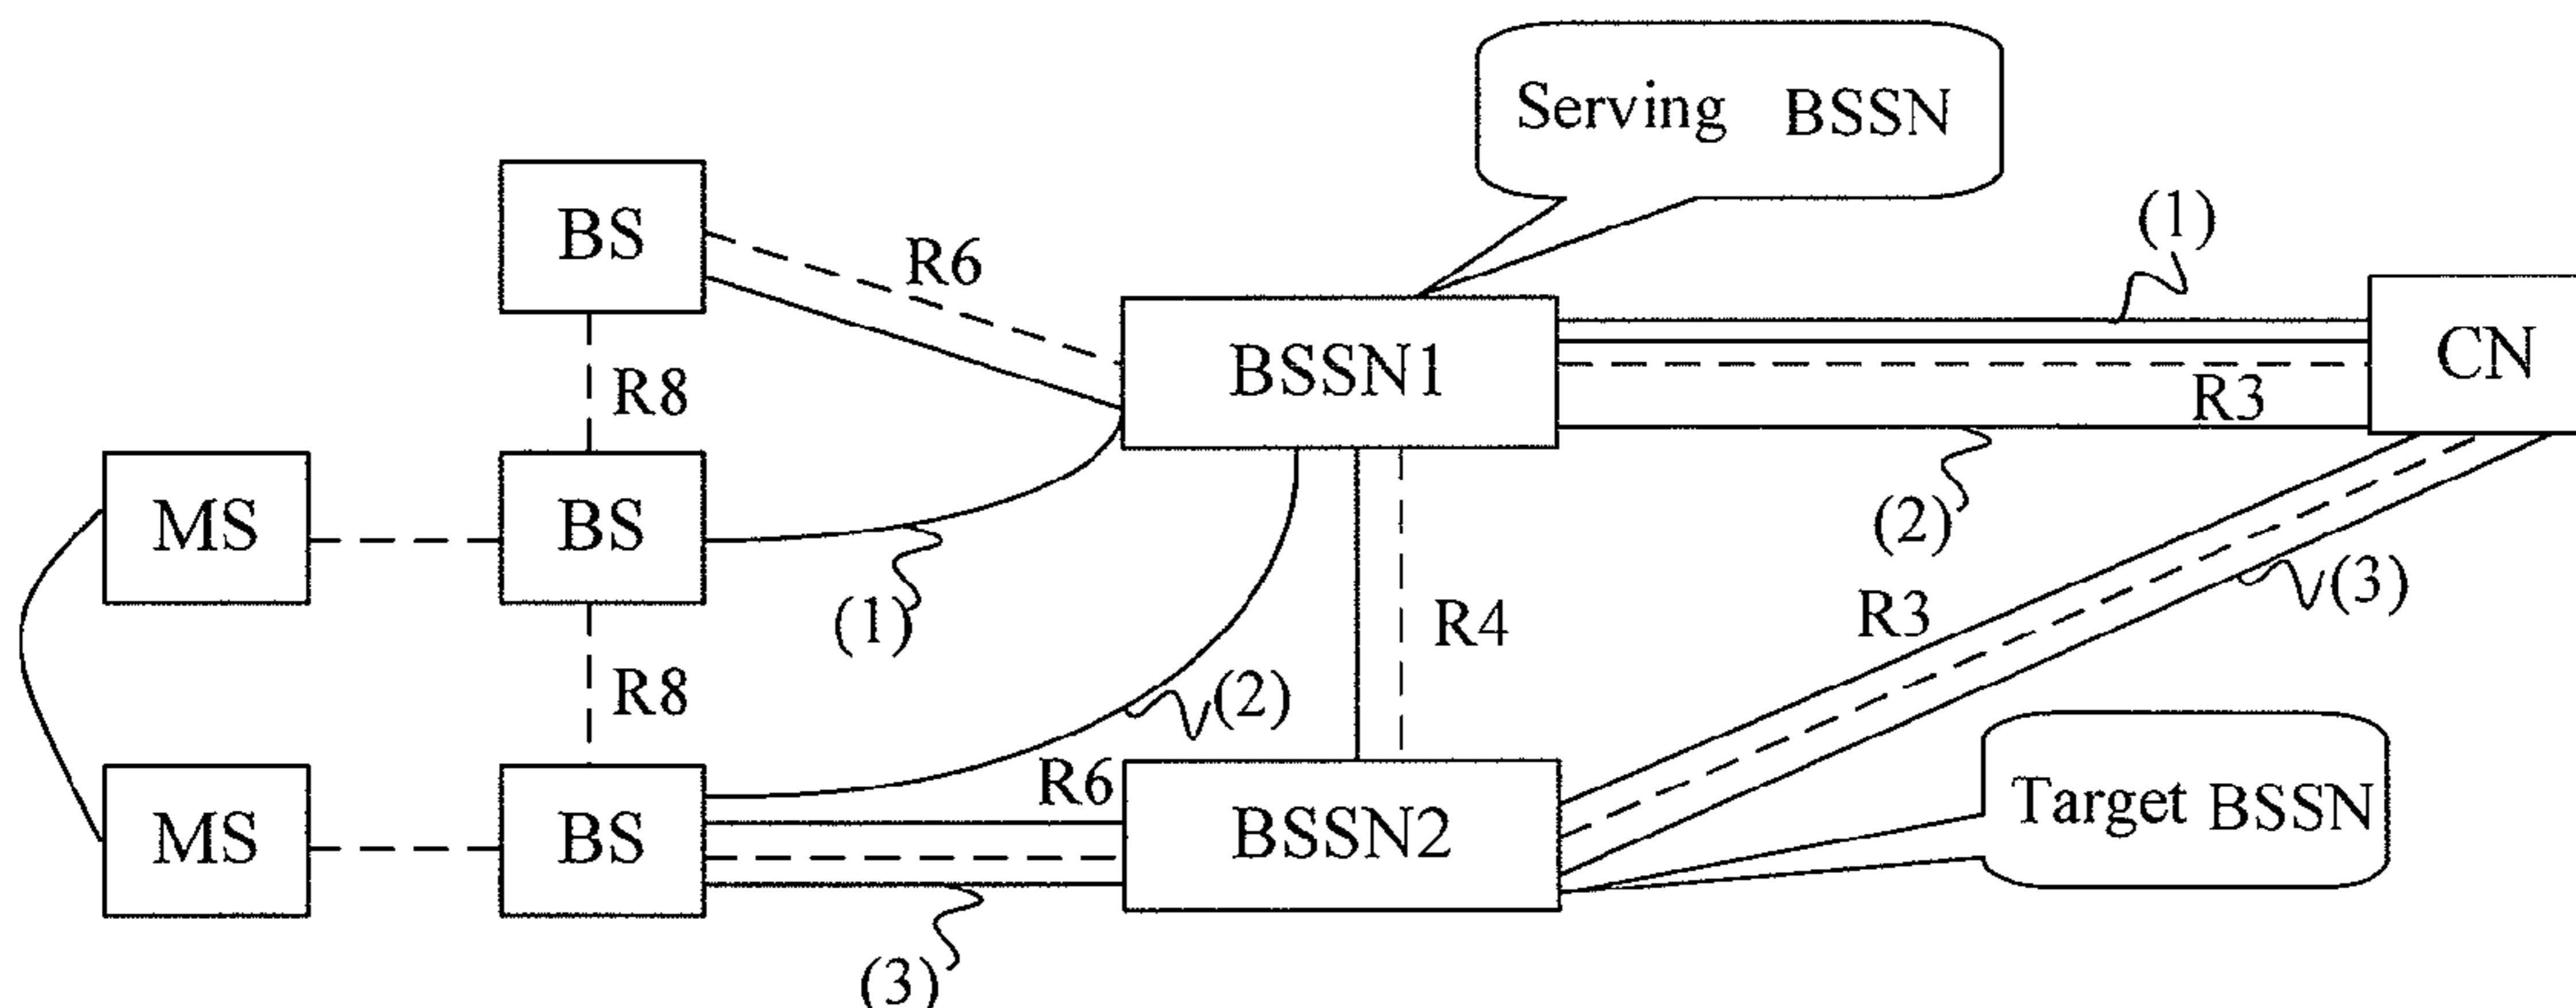 Serving BSSN
(1)
BS
R6
BSSN1
CN
R8
R3
MS
BS
(1)
(2)
R4
R3
(3)
R8
(2)
R6
MS
BS
BSSN2
Target BSSN
(3)